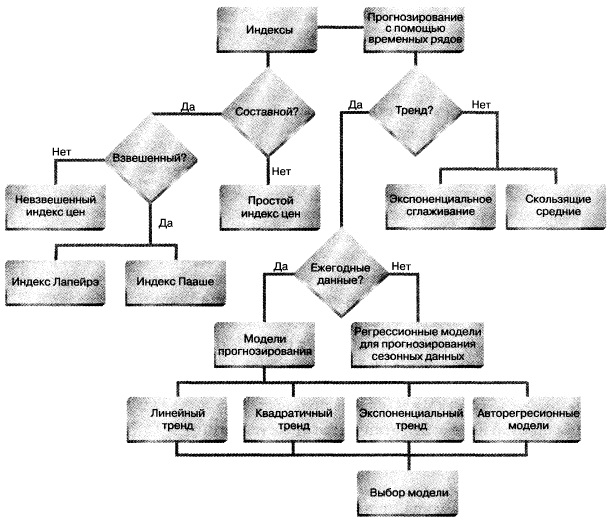 Индексы
Прогнозирование
с помощью
временных рядов
Да
Составной?
Да
Тренд?
Нет
Нет
Взвешенный?
Нет
Невзвешенный
индекс цен
Простой
индекс цен
Экспоненциальное
сглаживание
Скользящие
средние
Да
Индекс Лапейрэ
Индекс Пааше
Да
Ежегодные
данные?
Нет
Модели
прогнозирования
Регрессионные модели
для прогнозирования
сезонных данных
Линейный
тренд
Квадратичный
тренд
Экспоненциальный
тренд
Авторегресионные
модели
Выбор модели